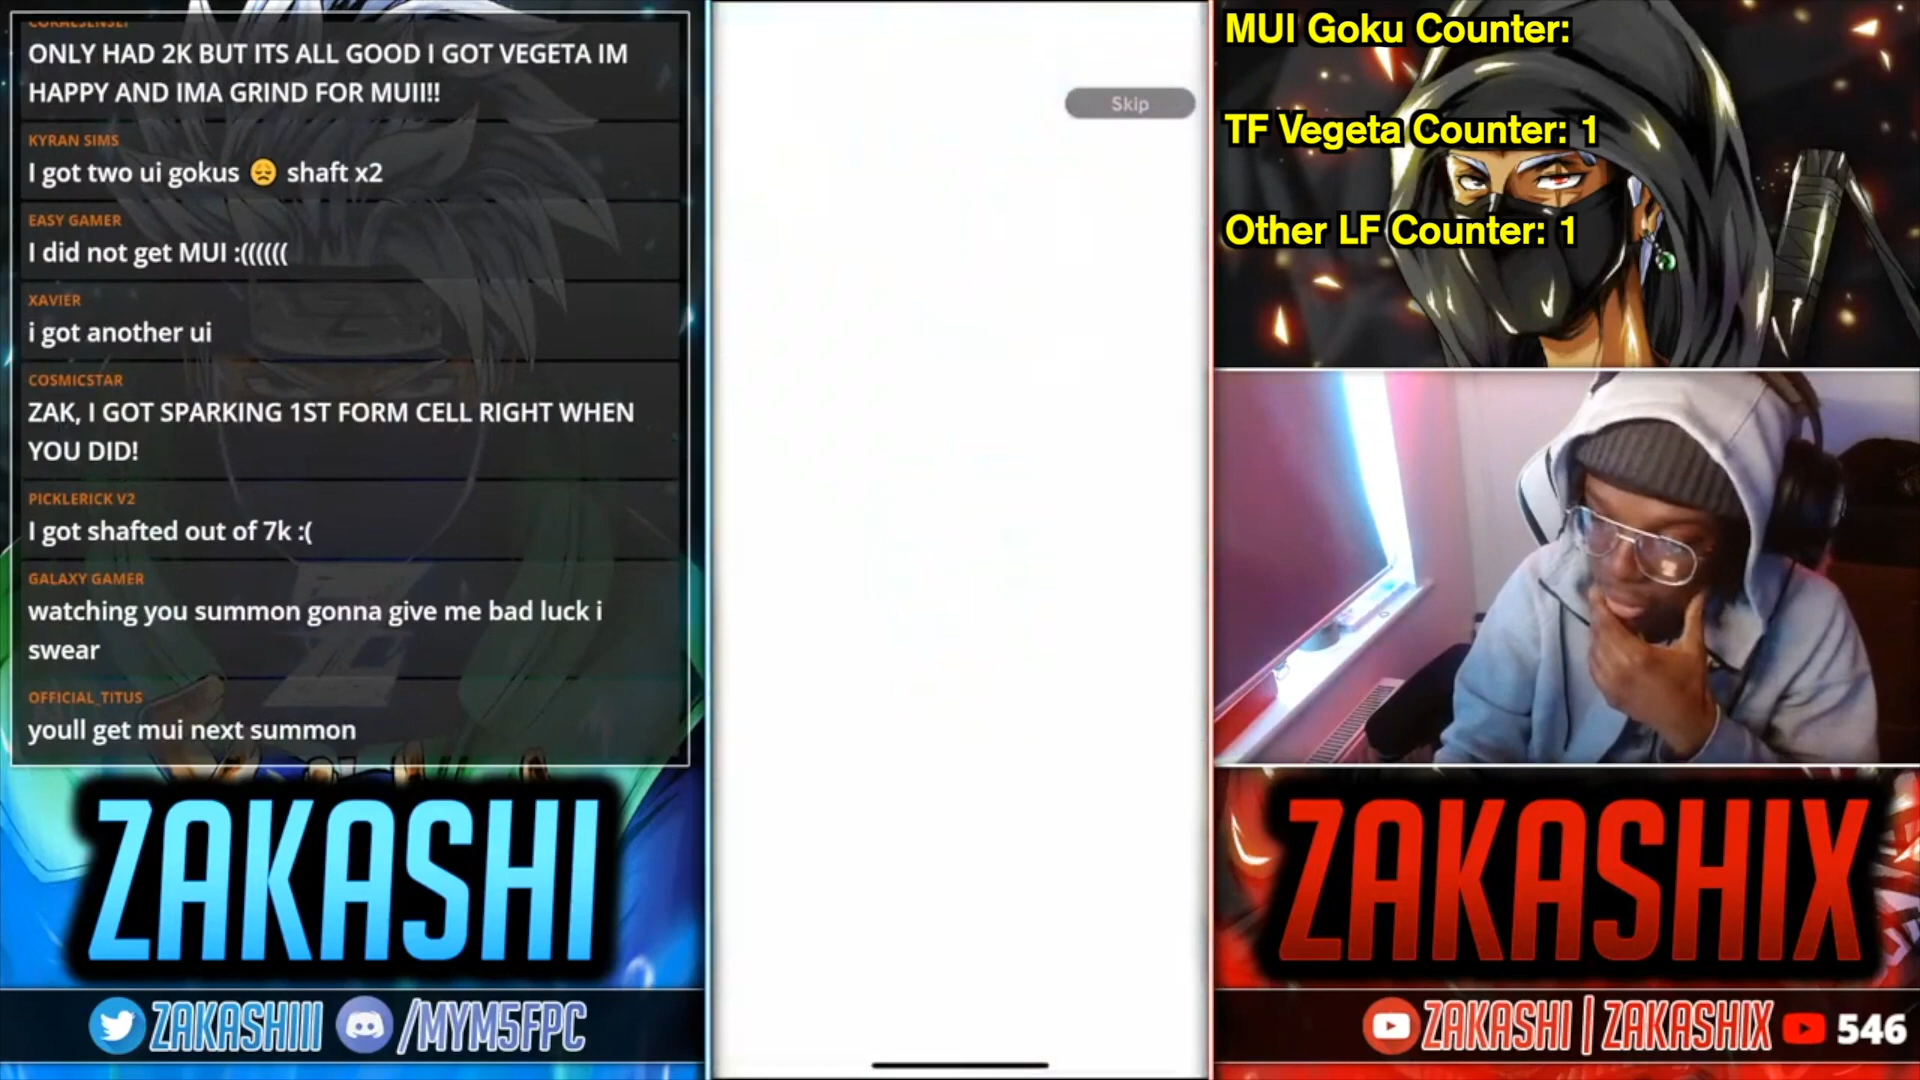 CORAESENSEI
ONLY HAD 2K BUT ITS ALL GOOD I GOT VEGETA IM
HAPPY AND IMA GRIND FOR MUII!!
KYRAN SIMS
I got two ui gokus 😞 shaft x2
EASY GAMER
I did not get MUI :((((((
XAVIER
i got another ui
COSMICSTAR
ZAK, I GOT SPARKING 1ST FORM CELL RIGHT WHEN
YOU DID!
PICKLERICK V2
I got shafted out of 7k :(
GALAXY GAMER
watching you summon gonna give me bad luck i
swear
OFFICIAL_TITUS
youll get mui next summon
ZAKASHI
ZAKASHIII /MYM5FPC
Skip
MUI Goku Counter:
TF Vegeta Counter: 1
Other LF Counter: 1
ZAKASHIX
ZAKASHI | ZAKASHIX 546